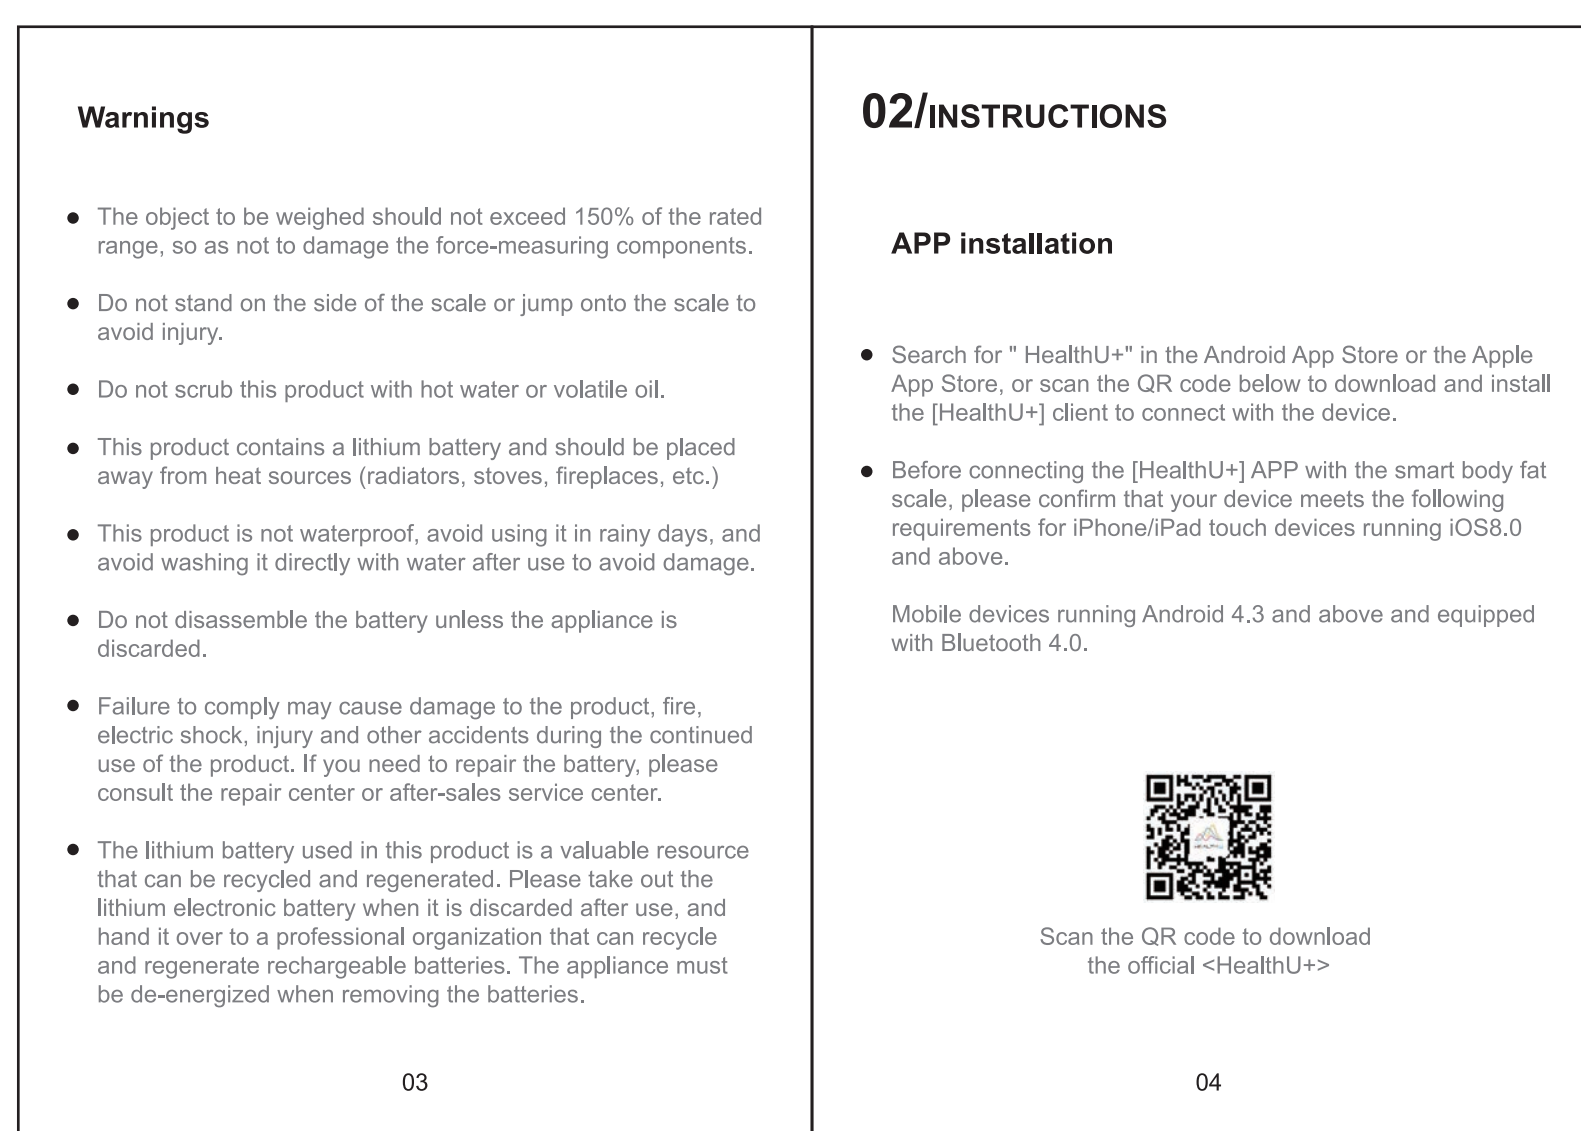 Warnings
● The object to be weighed should not exceed 150% of the rated
range, so as not to damage the force-measuring components.
● Do not stand on the side of the scale or jump onto the scale to
avoid injury.
● Do not scrub this product with hot water or volatile oil.
● This product contains a lithium battery and should be placed
away from heat sources (radiators, stoves, fireplaces, etc.)
● This product is not waterproof, avoid using it in rainy days, and
avoid washing it directly with water after use to avoid damage.
● Do not disassemble the battery unless the appliance is
discarded.
● Failure to comply may cause damage to the product, fire,
electric shock, injury and other accidents during the continued
use of the product. If you need to repair the battery, please
consult the repair center or after-sales service center.
● The lithium battery used in this product is a valuable resource
that can be recycled and regenerated. Please take out the
lithium electronic battery when it is discarded after use, and
hand it over to a professional organization that can recycle
and regenerate rechargeable batteries. The appliance must
be de-energized when removing the batteries.
03
02/INSTRUCTIONS
APP installation
● Search for " HealthU+" in the Android App Store or the Apple
App Store, or scan the QR code below to download and install
the [HealthU+] client to connect with the device.
● Before connecting the [HealthU+] APP with the smart body fat
scale, please confirm that your device meets the following
requirements for iPhone/iPad touch devices running iOS8.0
and above.
Mobile devices running Android 4.3 and above and equipped
with Bluetooth 4.0.
Scan the QR code to download
the official <HealthU+>
04